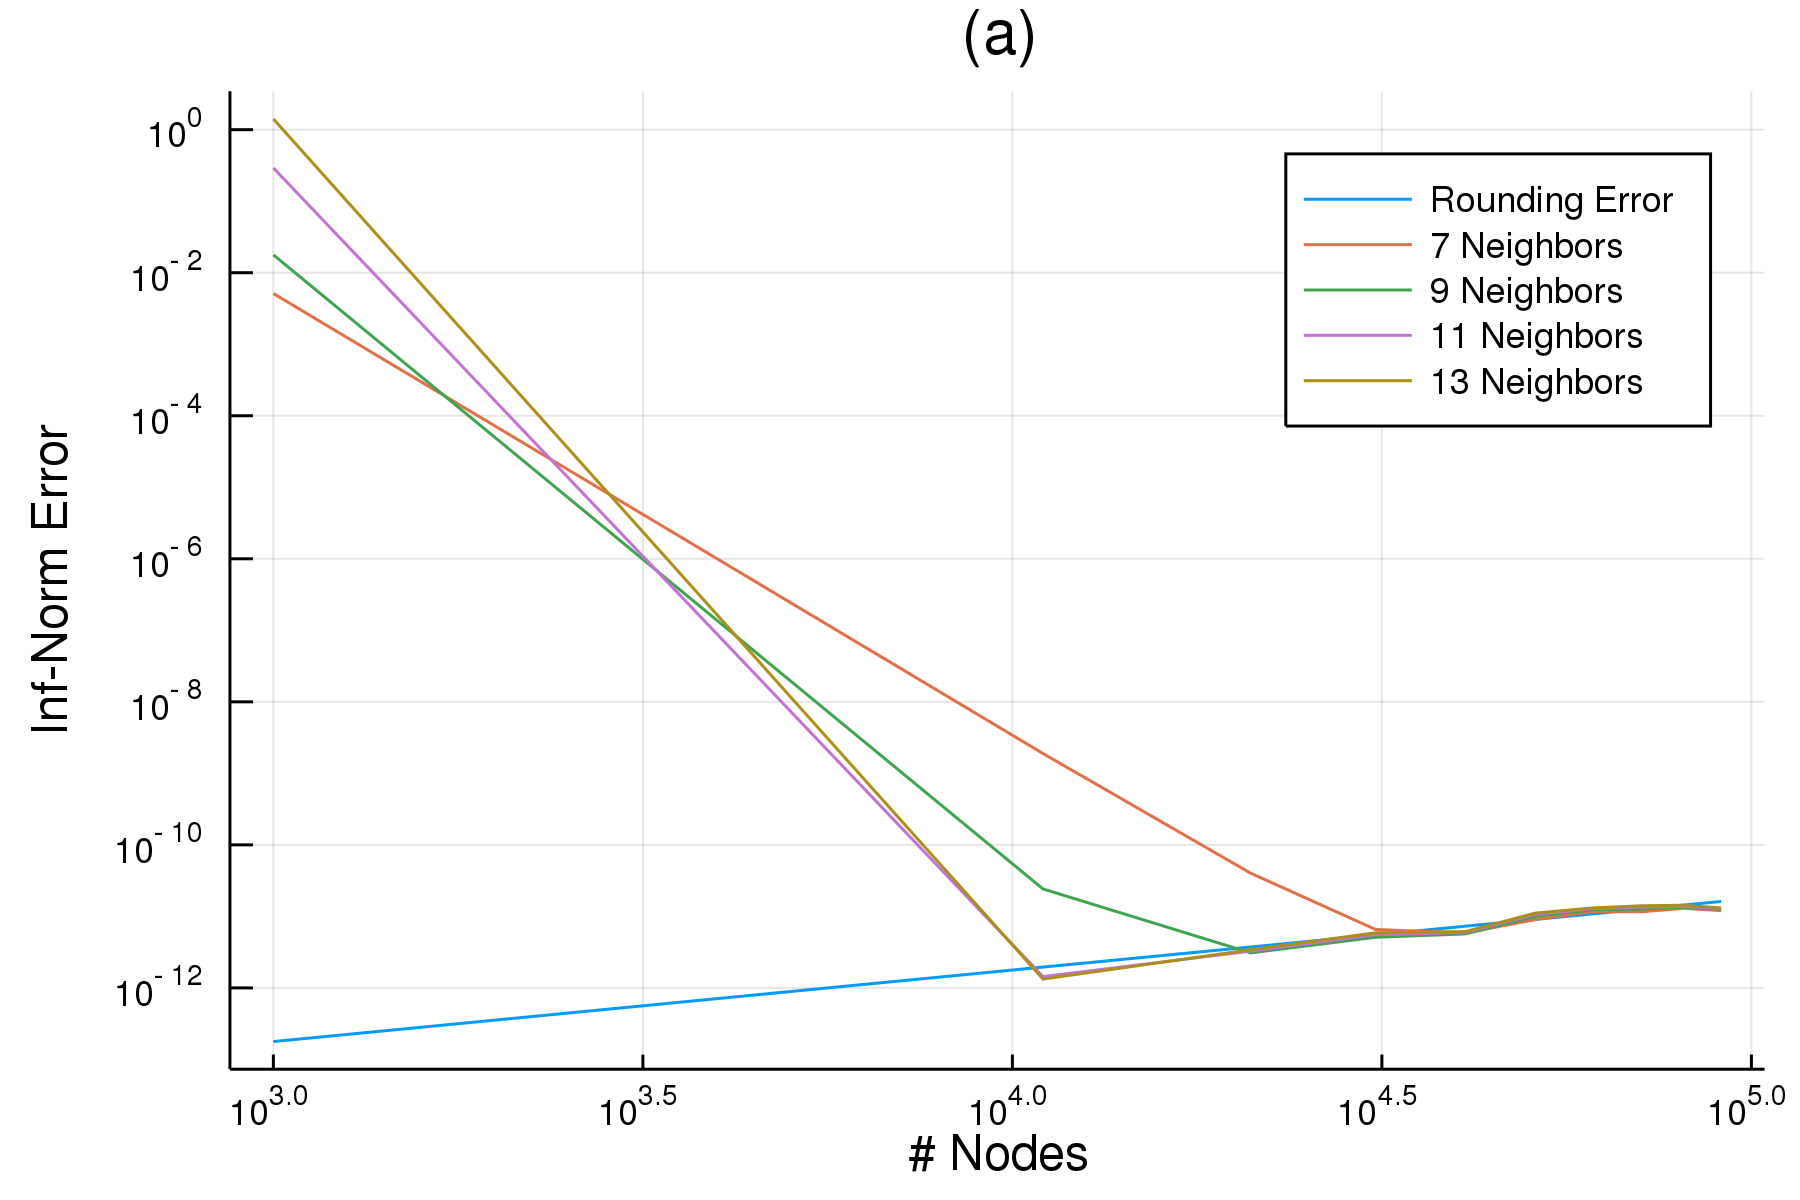 (a)
Inf-Norm Error
10^0
10^-2
10^-4
10^-6
10^-8
10^-10
10^-12
Rounding Error
7 Neighbors
9 Neighbors
11 Neighbors
13 Neighbors
10^3.0 10^3.5 10^4.0 10^4.5 10^5.0
# Nodes